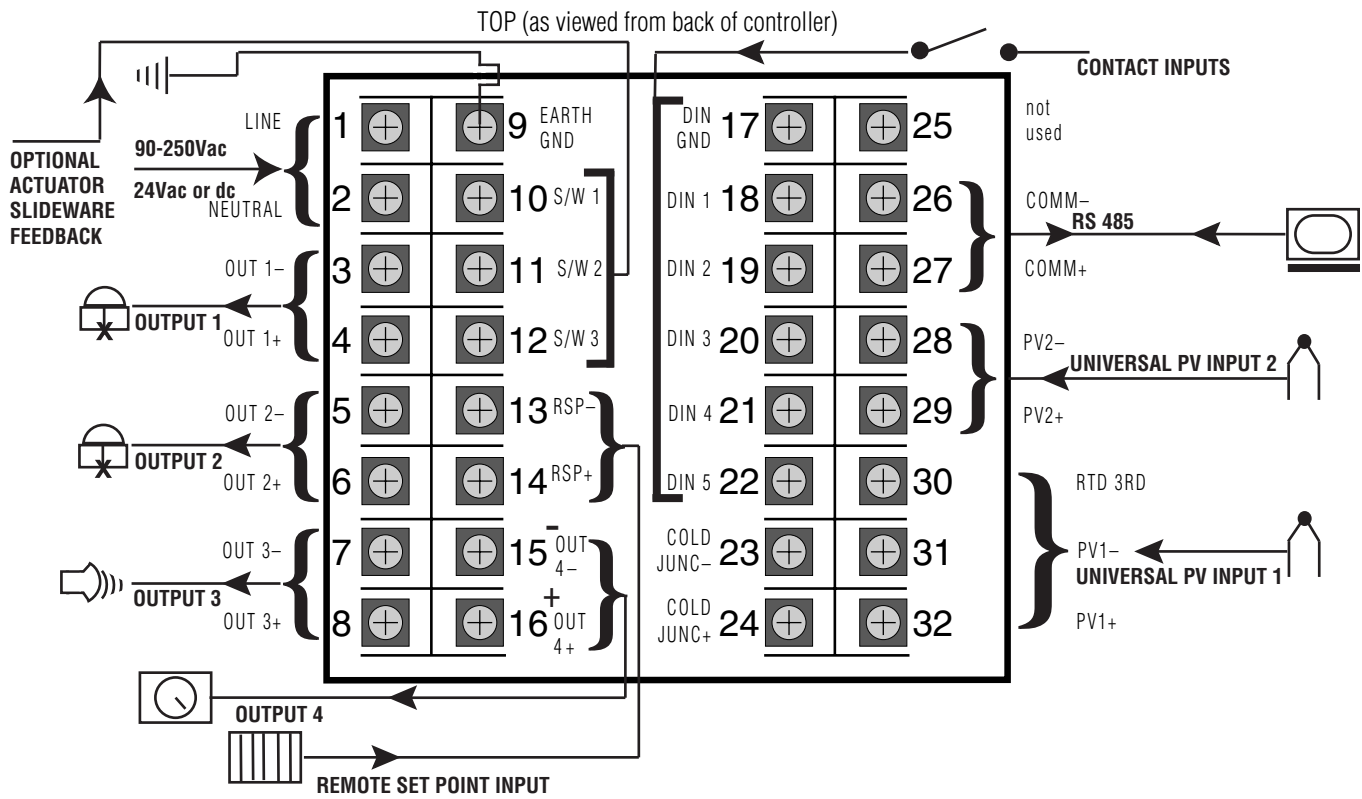 TOP (as viewed from back of controller)
CONTACT INPUTS
OPTIONAL
ACTUATOR
SLIDEWARE
FEEDBACK
90-250Vac
24Vac or dc
LINE
NEUTRAL
1
2
OUT 1–
OUT 1+
OUTPUT 1
3
4
OUT 2–
OUT 2+
OUTPUT 2
5
6
OUT 3–
OUT 3+
OUTPUT 3
7
8
9 EARTH
GND
10 S/W 1
11 S/W 2
12 S/W 3
13 RSP–
14 RSP+
-
15 OUT
4–
+
16 OUT
4+
OUTPUT 4
REMOTE SET POINT INPUT
DIN
GND 17
DIN 1 18
DIN 2 19
DIN 3 20
DIN 4 21
DIN 5 22
COLD
JUNC– 23
COLD
JUNC+ 24
25 not
used
26 COMM–
RS 485
27 COMM+
28 PV2–
UNIVERSAL PV INPUT 2
29 PV2+
30 RTD 3RD
31 PV1–
UNIVERSAL PV INPUT 1
32 PV1+